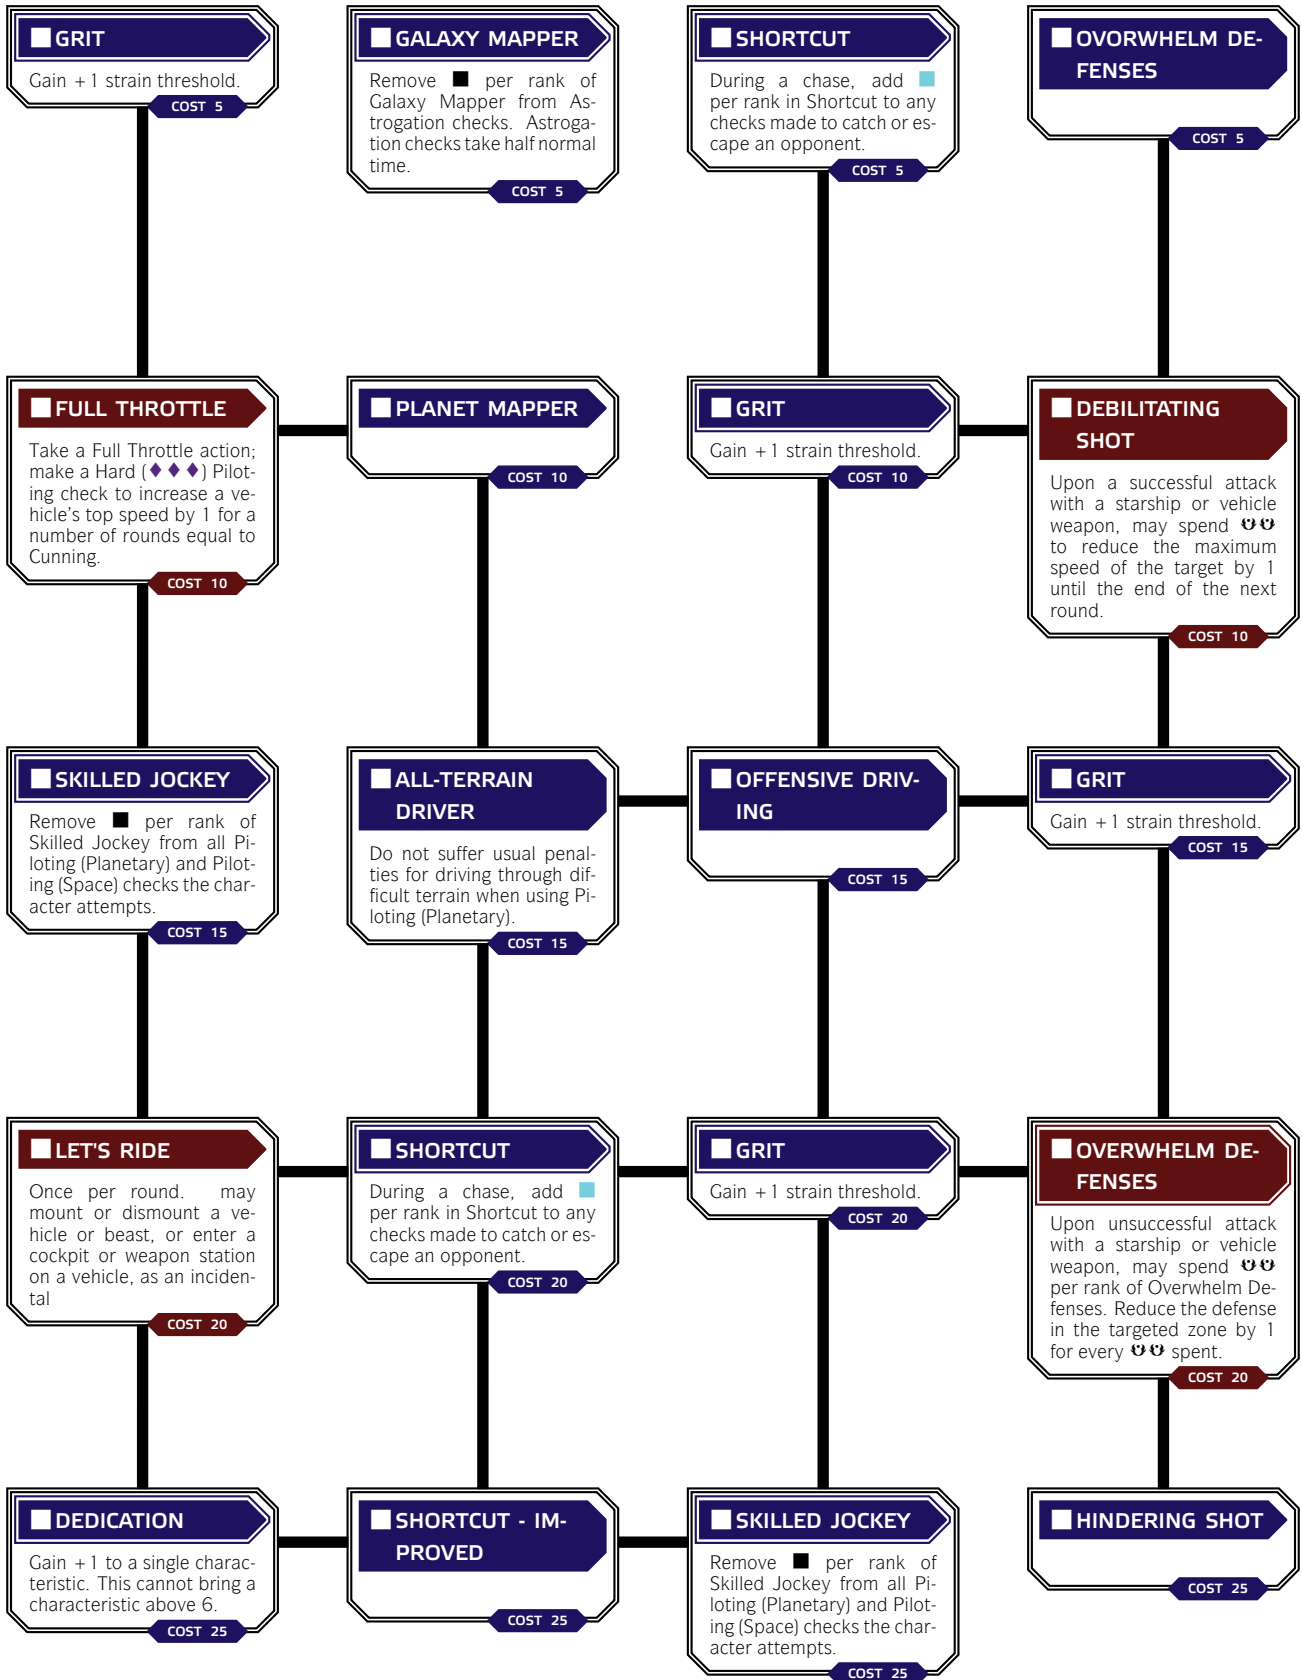 GRIT
Gain +1 strain threshold.
COST 5
GALAXY MAPPER
Remove ■ per rank of
Galaxy Mapper from As-
trogation checks. Astroga-
tion checks take half normal
time.
COST 5
SHORTCUT
During a chase, add ■
per rank in Shortcut to any
checks made to catch or es-
cape an opponent.
COST 5
OVORWHELM DE-
FENSES
COST 5
FULL THROTTLE
Take a Full Throttle action;
make a Hard (♦♦♦) Pilot-
ing check to increase a ve-
hicle's top speed by 1 for a
number of rounds equal to
Cunning.
COST 10
PLANET MAPPER
COST 10
GRIT
Gain +1 strain threshold.
COST 10
DEBILITATING
SHOT
Upon a successful attack
with a starship or vehicle
weapon, may spend
to reduce the maximum
speed of the target by 1
until the end of the next
round.
COST 10
SKILLED JOCKEY
Remove ■ per rank of
Skilled Jockey from all Pi-
loting (Planetary) and Pilot-
ing (Space) checks the char-
acter attempts.
COST 15
ALL-TERRAIN
DRIVER
Do not suffer usual penal-
ties for driving through dif-
ficult terrain when using Pi-
loting (Planetary).
COST 15
OFFENSIVE DRIV-
ING
COST 15
GRIT
Gain +1 strain threshold.
COST 15
LET'S RIDE
Once per round. may
mount or dismount a ve-
hicle or beast, or enter a
cockpit or weapon station
on a vehicle, as an inciden-
tal
COST 20
SHORTCUT
During a chase, add ■
per rank in Shortcut to any
checks made to catch or es-
cape an opponent.
COST 20
GRIT
Gain +1 strain threshold.
COST 20
OVERWHELM DE-
FENSES
Upon unsuccessful attack
with a starship or vehicle
weapon, may spend
per rank of Overwhelm De-
fenses. Reduce the defense
in the targeted zone by 1
for every spent.
COST 20
DEDICATION
Gain +1 to a single charac-
teristic. This cannot bring a
characteristic above 6.
COST 25
SHORTCUT - IM-
PROVED
COST 25
SKILLED JOCKEY
Remove ■ per rank of
Skilled Jockey from all Pi-
loting (Planetary) and Pilot-
ing (Space) checks the char-
acter attempts.
COST 25
HINDERING SHOT
COST 25